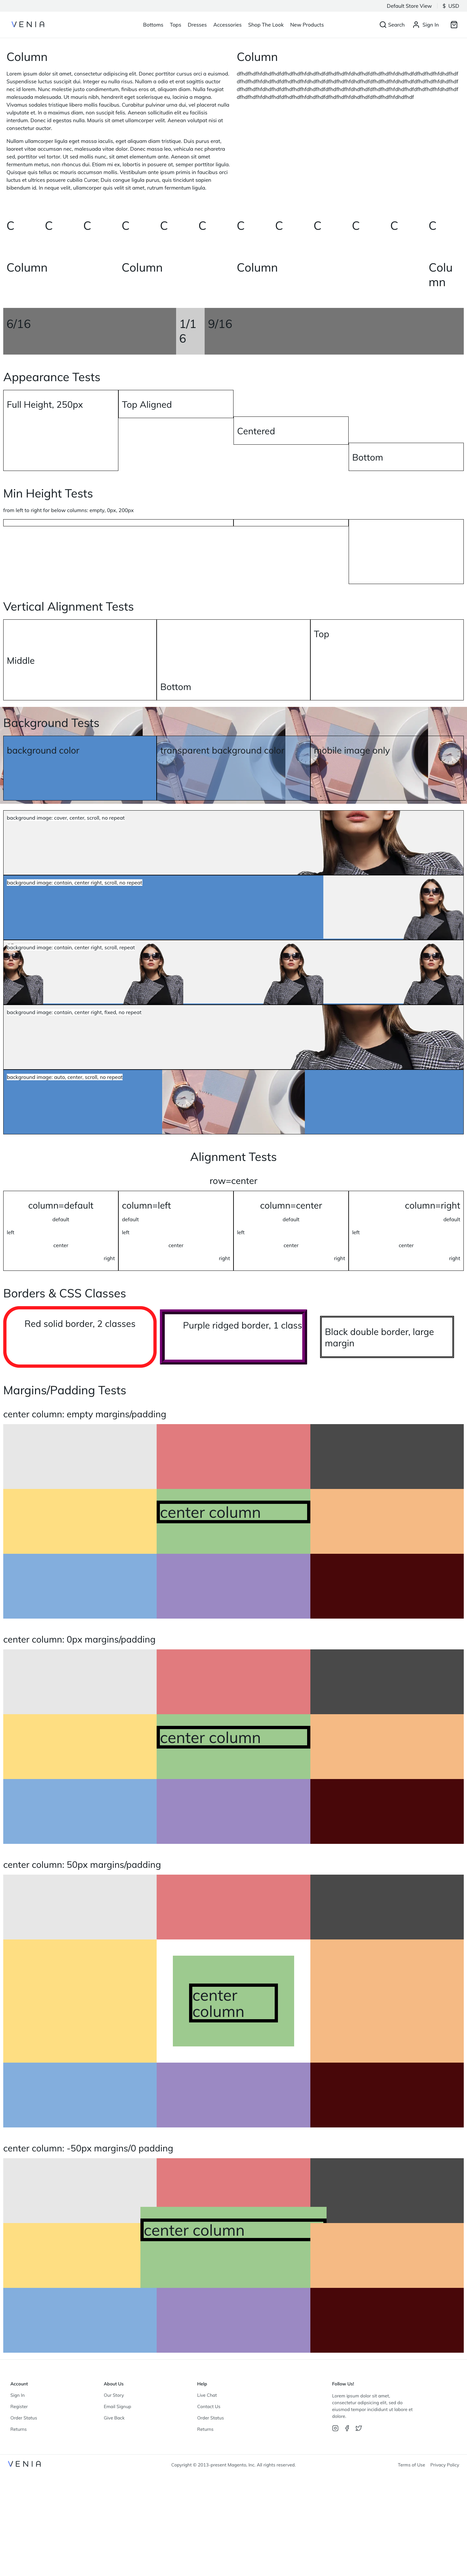 Default Store View $ USD
VENIA
Bottoms Tops Dresses Accessories Shop The Look New Products
Search Sign In
Column
Lorem ipsum dolor sit amet, consectetur adipiscing elit. Donec porttitor cursus orci a euismod.
Suspendisse luctus suscipit dui. Integer eu nulla risus. Nullam a odio et erat sagittis auctor
nec id lorem. Nunc molestie justo condimentum, finibus eros at, aliquam diam. Nulla feugiat
malesuada malesuada. Ut mauris nibh, hendrerit in consectetur ac, lacinia a magna.
Vivamus sodales tristique libero mollis faucibus. Curabitur pulvinar urna dui, vel placerat nulla
vulputate et. In a maximus diam, non suscipit felis. Aenean sollicitudin elit eu facilisis
interdum. Donec id egestas nulla. Mauris sit amet ullamcorper velit. Aenean volutpat nisi at
consectetur auctor.
Nullam ullamcorper ligula eget massa iaculis, eget aliquam diam tristique. Duis purus erat,
laoreet vitae accumsan nec, malesuada vitae dolor. Donec massa leo, vehicula nec pharetra
sed, porttitor vel tortor. Ut sed mollis nunc, sit amet elementum ante. Aenean sit amet
fermentum metus, non rhoncus dui. Etiam mi ex, lobortis in posuere at, semper porttitor ligula.
Quisque quis tellus ac mauris accumsan mollis. Vestibulum ante ipsum primis in faucibus orci
luctus et ultrices posuere cubilia Curae; Duis congue ligula purus, quis tincidunt sapien
bibendum id. In neque velit, ullamcorper quis velit sit amet, rutrum fermentum ligula.
Column
C C C C C C C C C C C C
Column Column Column Colu
mn
6/16 1/1
6 9/16
Appearance Tests
Full Height, 250px
Top Aligned
Centered
Bottom
Min Height Tests
from left to right for below columns: empty, 0px, 200px
Vertical Alignment Tests
Middle
Bottom
Top
Background Tests
background color
transparent background color
mobile image only
background image: cover, center, scroll, no repeat
background image: contain, center right, scroll, no repeat
background image: contain, center right, scroll, repeat
background image: contain, center right, fixed, no repeat
background image: auto, center, scroll, no repeat
Alignment Tests
row=center
column=default
default
left
center
right
column=left
default
left
center
right
column=center
default
left
center
right
column=right
default
left
center
right
Borders & CSS Classes
Red solid border, 2 classes
Purple ridged border, 1 class
Black double border, large
margin
Margins/Padding Tests
center column: empty margins/padding
center column
center column: 0px margins/padding
center column
center column: 50px margins/padding
center
column
center column: -50px margins/0 padding
center column
Account
Sign In
Register
Order Status
Returns
About Us
Our Story
Email Signup
Give Back
Help
Live Chat
Contact Us
Order Status
Returns
Follow Us!
Lorem ipsum dolor sit amet,
consectetur adipiscing elit, sed do
eiusmod tempor incididunt ut labore et
dolore.
VENIA
Copyright © 2013-present Magento, Inc. All rights reserved.
Terms of Use Privacy Policy